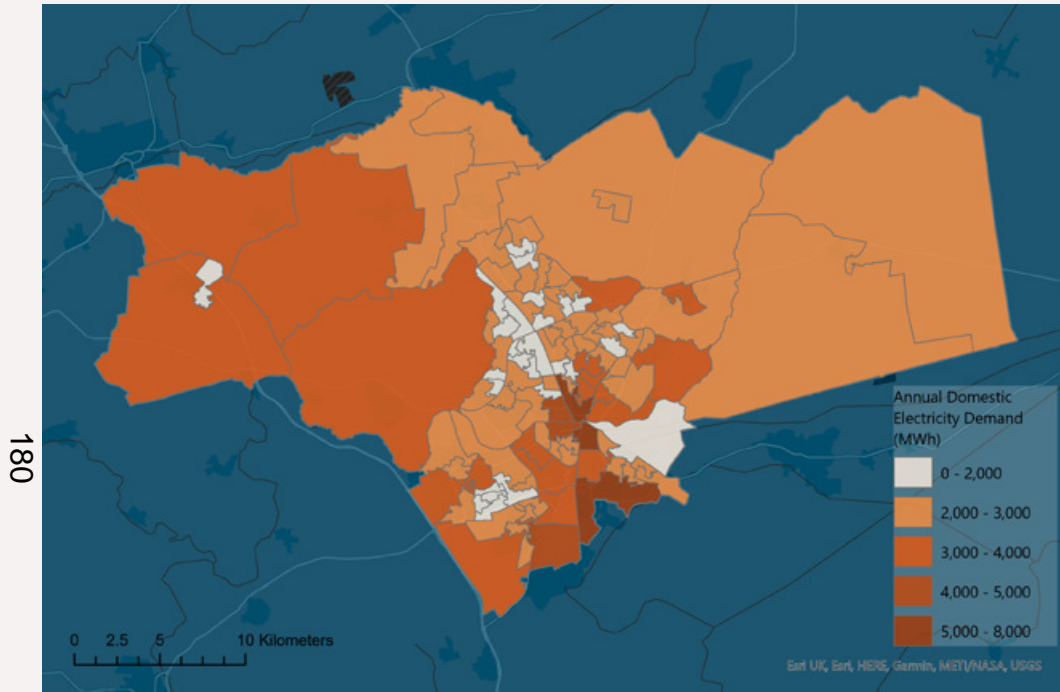 180
Annual Domestic
Electricity Demand
(MWh)
0 - 2,000
2,000 - 3,000
3,000 - 4,000
4,000 - 5,000
5,000 - 8,000
0 2.5 5 10 Kilometers
Esri UK, Esri, HERE, Garmin, METI/NASA, USGS